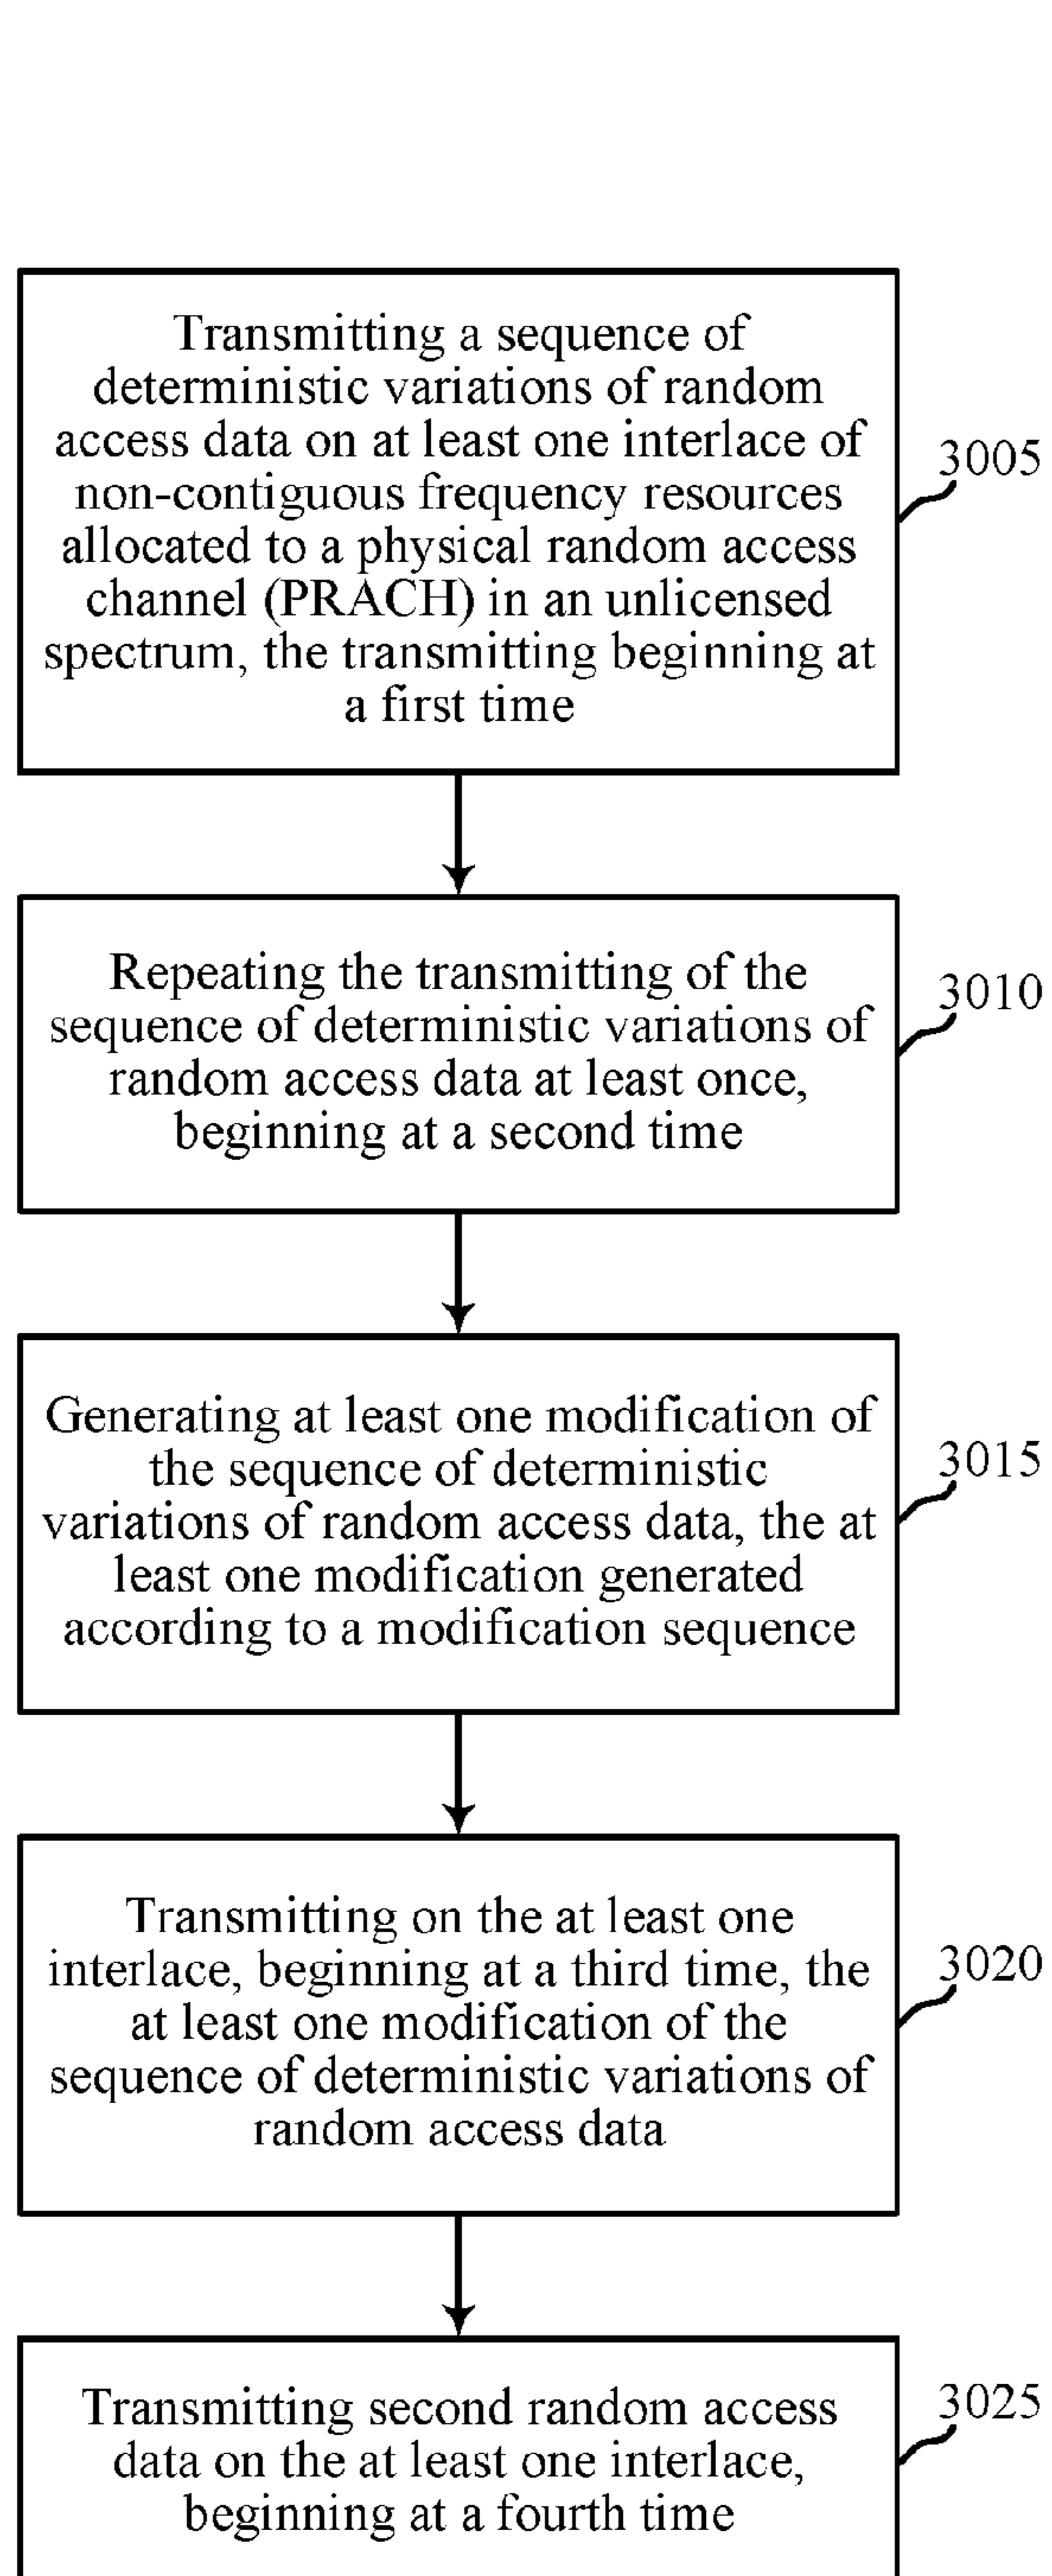 Transmitting a sequence of
deterministic variations of random
access data on at least one interlace of
non-contiguous frequency resources
allocated to a physical random access
channel (PRACH) in an unlicensed
spectrum, the transmitting beginning at
a first time
3005
Repeating the transmitting of the
sequence of deterministic variations of
random access data at least once,
beginning at a second time
3010
Generating at least one modification of
the sequence of deterministic
variations of random access data, the at
least one modification generated
according to a modification sequence
3015
Transmitting on the at least one
interlace, beginning at a third time, the
at least one modification of the
sequence of deterministic variations of
random access data
3020
Transmitting second random access
data on the at least one interlace,
beginning at a fourth time
3025